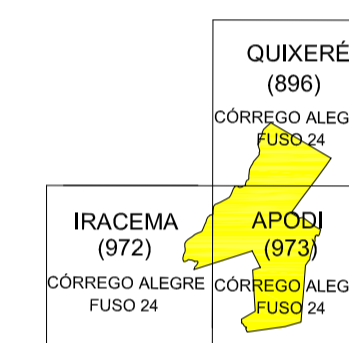 QUIXERÉ
(896)
CÓRREGO ALEG
FUSO 24
IRACEMA
(972)
CÓRREGO ALEGRE
FUSO 24
APODI
(973)
CÓRREGO ALEG
FUSO 24